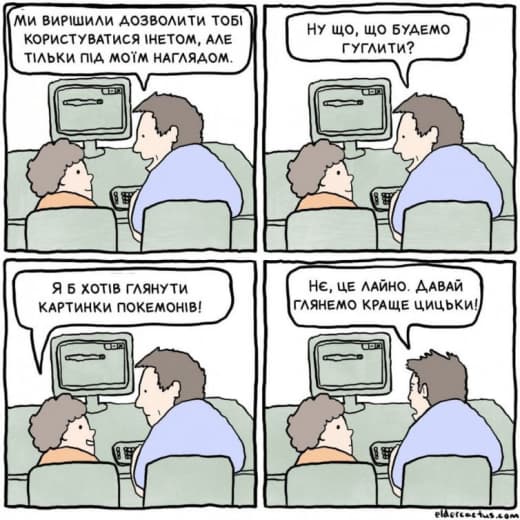 МИ ВИРІШИЛИ ДОЗВОЛИТИ ТОБІ
КОРИСТУВАТИСЯ ІНЕТОМ, АЛЕ
ТІЛЬКИ ПІД МОЇМ НАГЛЯДОМ.
НУ ЩО, ЩО БУДЕМО
ГУГЛИТИ?
Я Б ХОТІВ ГЛЯНУТИ
КАРТИНКИ ПОКЕМОНІВ!
НЄ, ЦЕ ЛАЙНО. ДАВАЙ
ГЛЯНЕМО КРАЩЕ ЦИЦЬКИ!
eldercactus.com